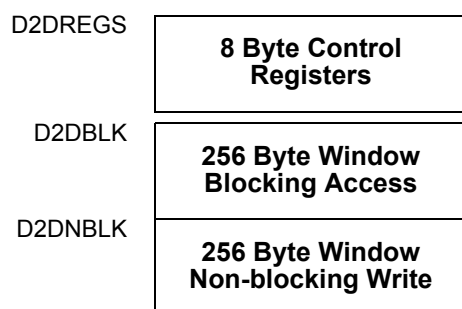 D2DREGS
8 Byte Control
Registers
D2DBLK
256 Byte Window
Blocking Access
D2DNBLK
256 Byte Window
Non-blocking Write